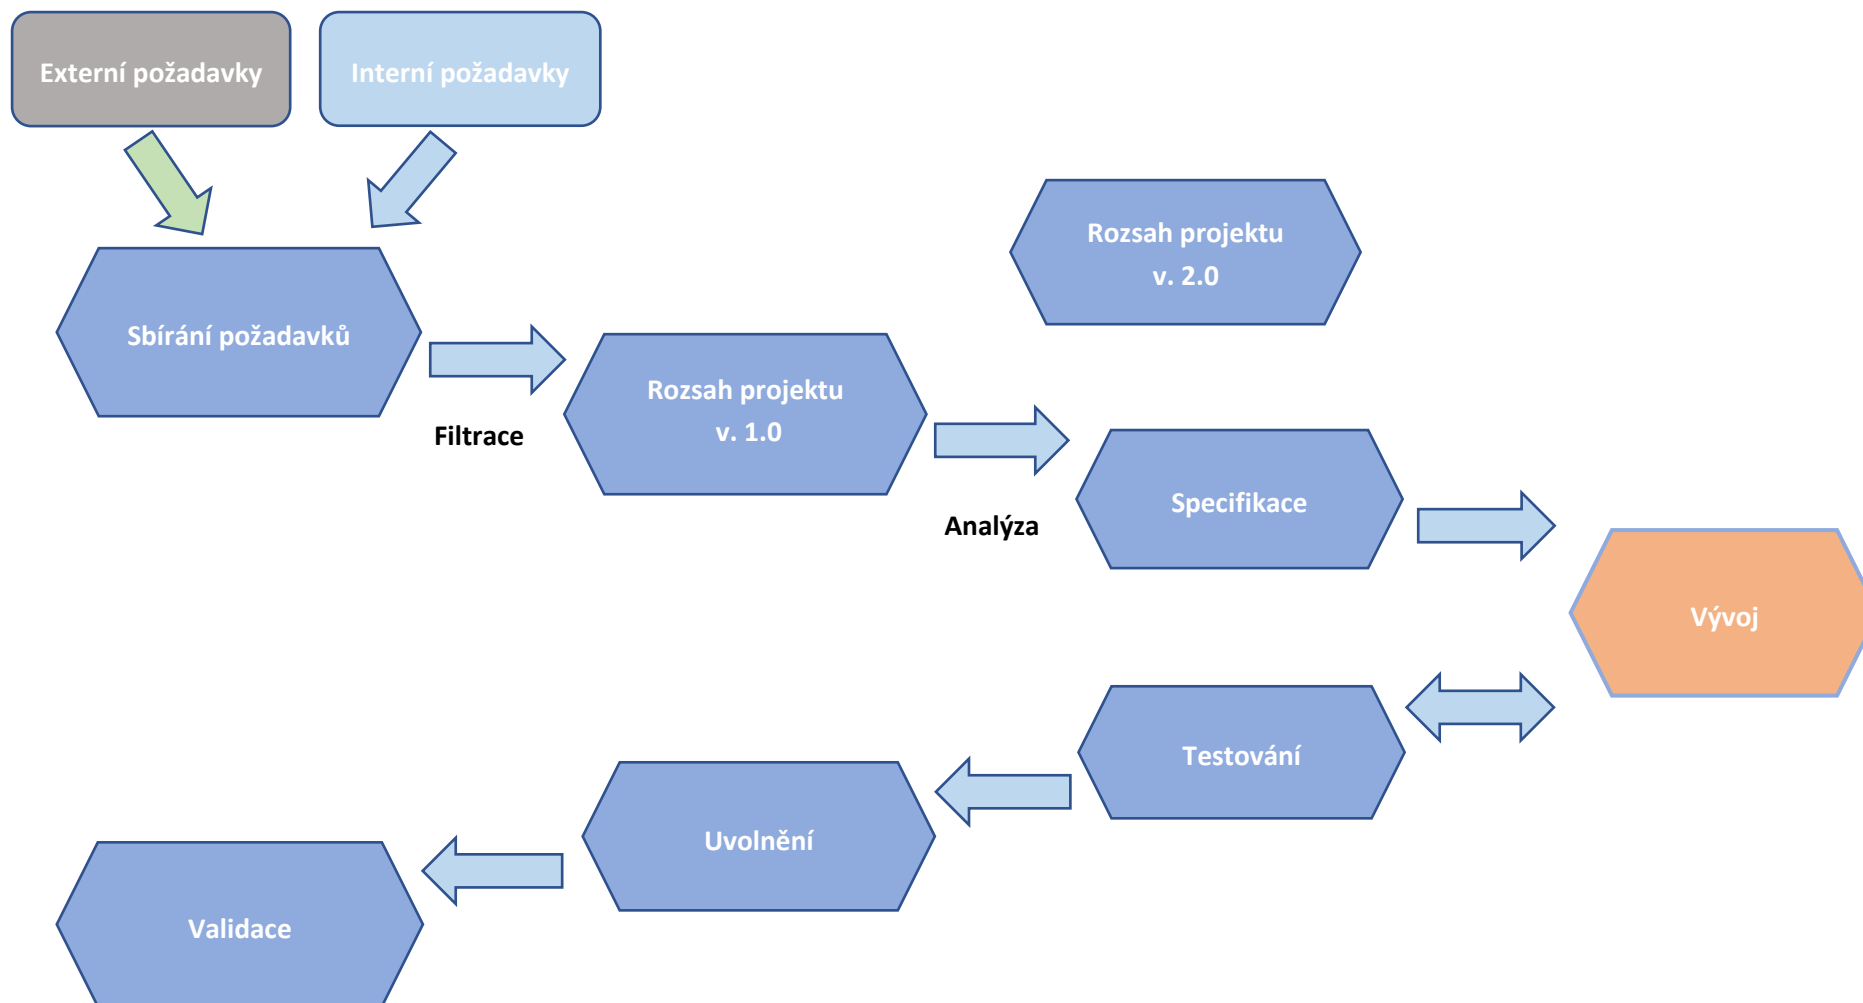 Externí požadavky
Interní požadavky
Rozsah projektu
v. 2.0
Sbírání požadavků
Rozsah projektu
v. 1.0
Filtrace
Specifikace
Analýza
Vývoj
Testování
Uvolnění
Validace